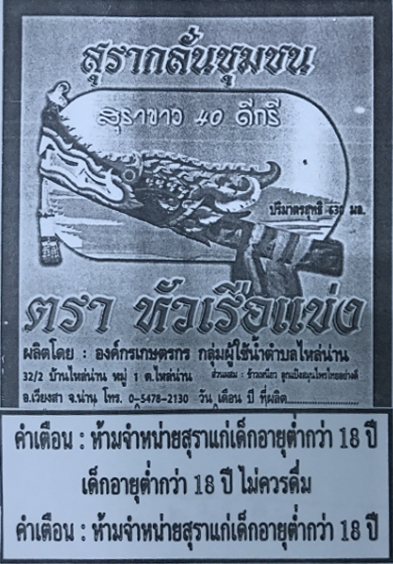 สุรากลั่นชุมชน
สุราขาว 40 ดีกรี
ปริมาตรสุทธิ 630 มล.
ตรา หัวเรือแข่ง
ผลิตโดย : องค์กรเกษตรกร กลุ่มผู้ใช้น้ำตำบลไหล่น่าน
32/2 บ้านไหล่น่าน หมู่ 1 ต.ไหล่น่าน ส่วนผสม : ข้าวเหนียว ลูกแป้งสมุนไพรไทยอย่างดี
อ.เวียงสา จ.น่าน โทร. 0-5478-2130 วัน เดือน ปี ที่ผลิต
คำเตือน : ห้ามจำหน่ายสุราแก่เด็กอายุต่ำกว่า 18 ปี
เด็กอายุต่ำกว่า 18 ปี ไม่ควรดื่ม
คำเตือน : ห้ามจำหน่ายสุราแก่เด็กอายุต่ำกว่า 18 ปี